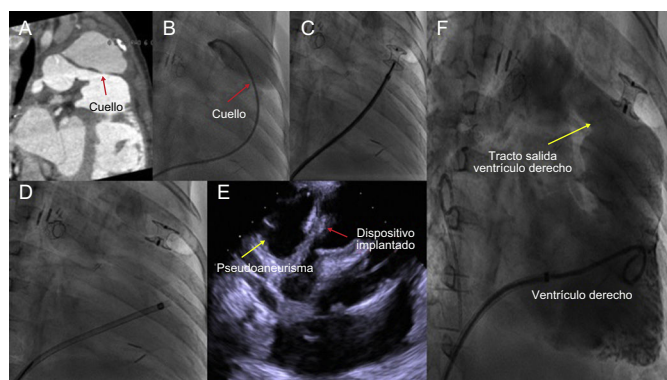 A
Cuello
B
Cuello
C
D
E
Pseudoaneurisma
Dispositivo
implantado
F
Tracto salida
ventrículo derecho
Ventrículo derecho